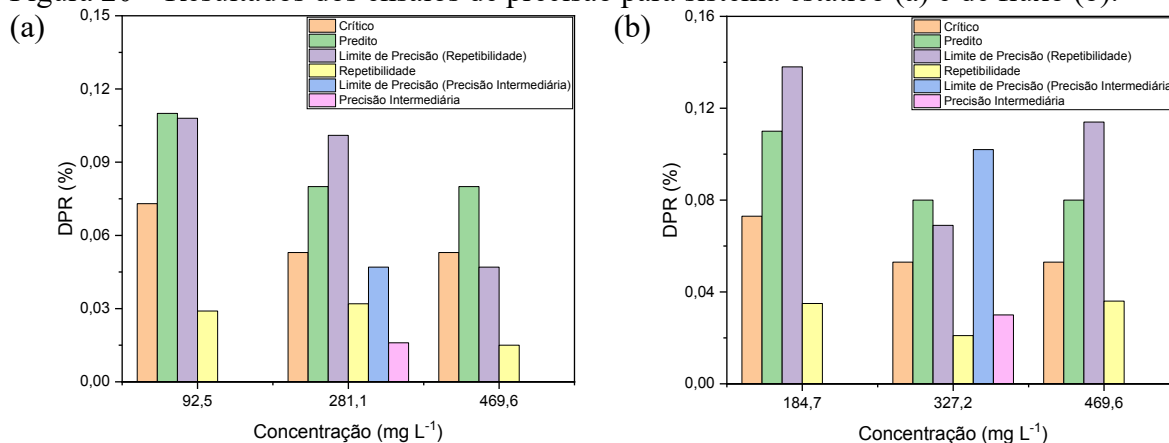 Figura 20 – Resultados dos ensaios de precisão para sistema estático (a) e de fluxo (b).
(a)
Crítico
Predito
Limite de Precisão (Repetibilidade)
Repetibilidade
Limite de Precisão (Precisão Intermediária)
Precisão Intermediária
0,15
0,12
0,09
0,06
0,03
0,00
DPR (%)
92,5 281,1 469,6
Concentração (mg L⁻¹)
(b)
Crítico
Predito
Limite de Precisão (Repetibilidade)
Repetibilidade
Limite de Precisão (Precisão Intermediária)
Precisão Intermediária
0,16
0,12
0,08
0,04
0,00
DPR (%)
184,7 327,2 469,6
Concentração (mg L⁻¹)